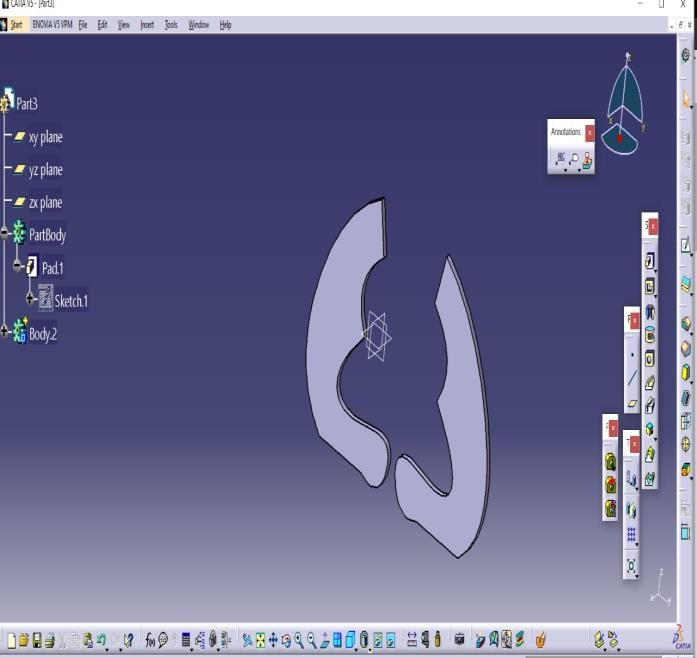 CATIA V5 - [Part3]
Start ENOVIA V5 VPM File Edit View Insert Tools Window Help
Part3
xy plane
yz plane
zx plane
PartBody
Pad.1
Sketch.1
Body.2
Annotations
z
x
y
z
x
y
f(x)
CATIA